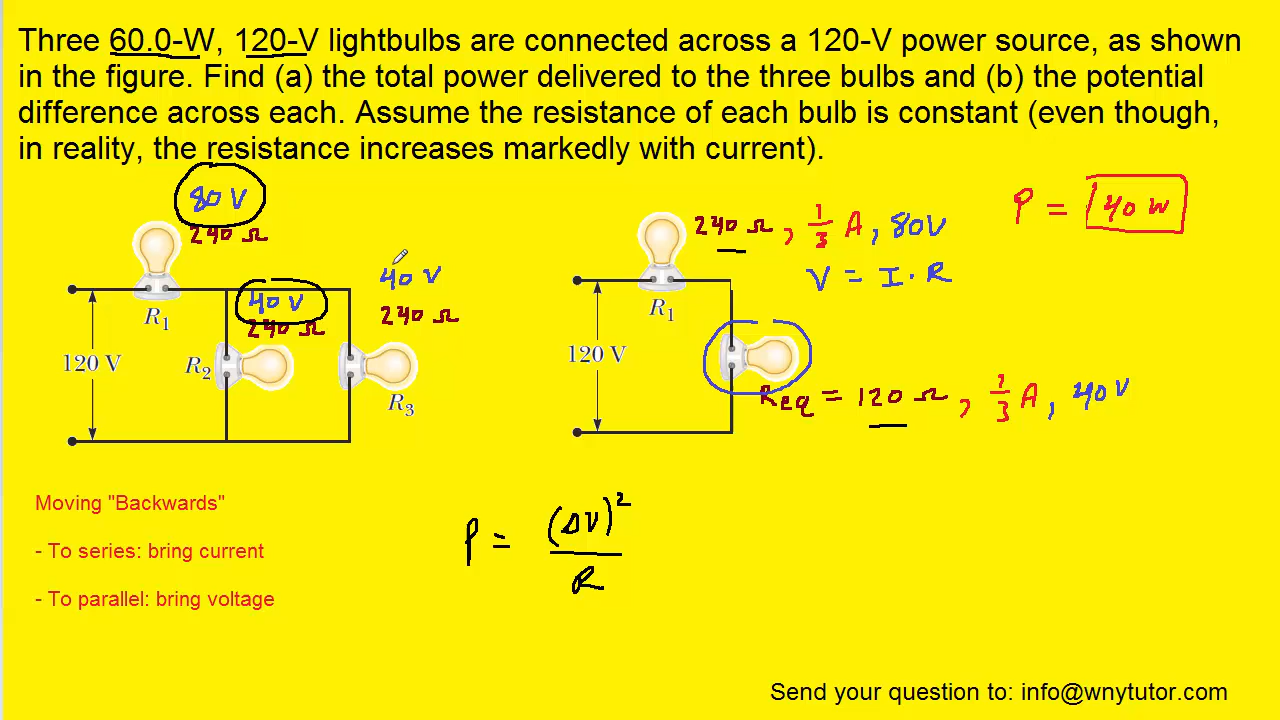 Three 60.0-W, 120-V lightbulbs are connected across a 120-V power source, as shown
in the figure. Find (a) the total power delivered to the three bulbs and (b) the potential
difference across each. Assume the resistance of each bulb is constant (even though,
in reality, the resistance increases markedly with current).
80 V
240 Ω
40 V
240 Ω
40 V
240 Ω
R1
R2
R3
120 V
240 Ω, 1/3 A, 80V
V = I · R
P = 40 W
R1
120 V
Req = 120 Ω, 1/3 A, 40V
Moving "Backwards"
- To series: bring current
- To parallel: bring voltage
P = (ΔV)²
R
Send your question to: info@wnytutor.com